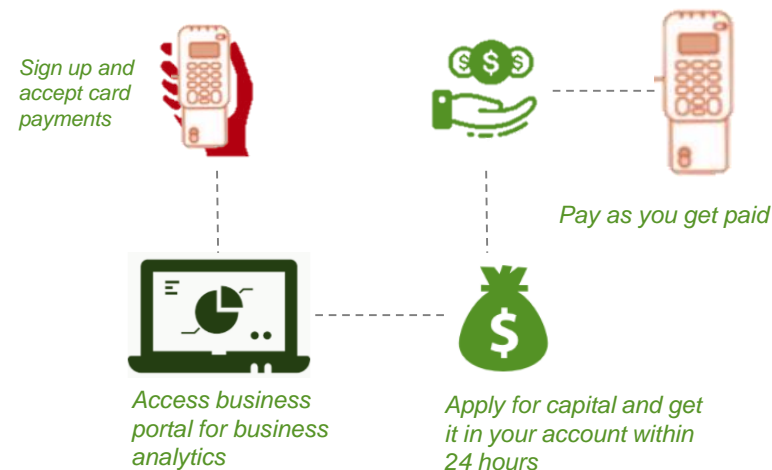 Sign up and
accept card
payments
Pay as you get paid
Access business
portal for business
analytics
Apply for capital and get
it in your account within
24 hours
$ $ $
$